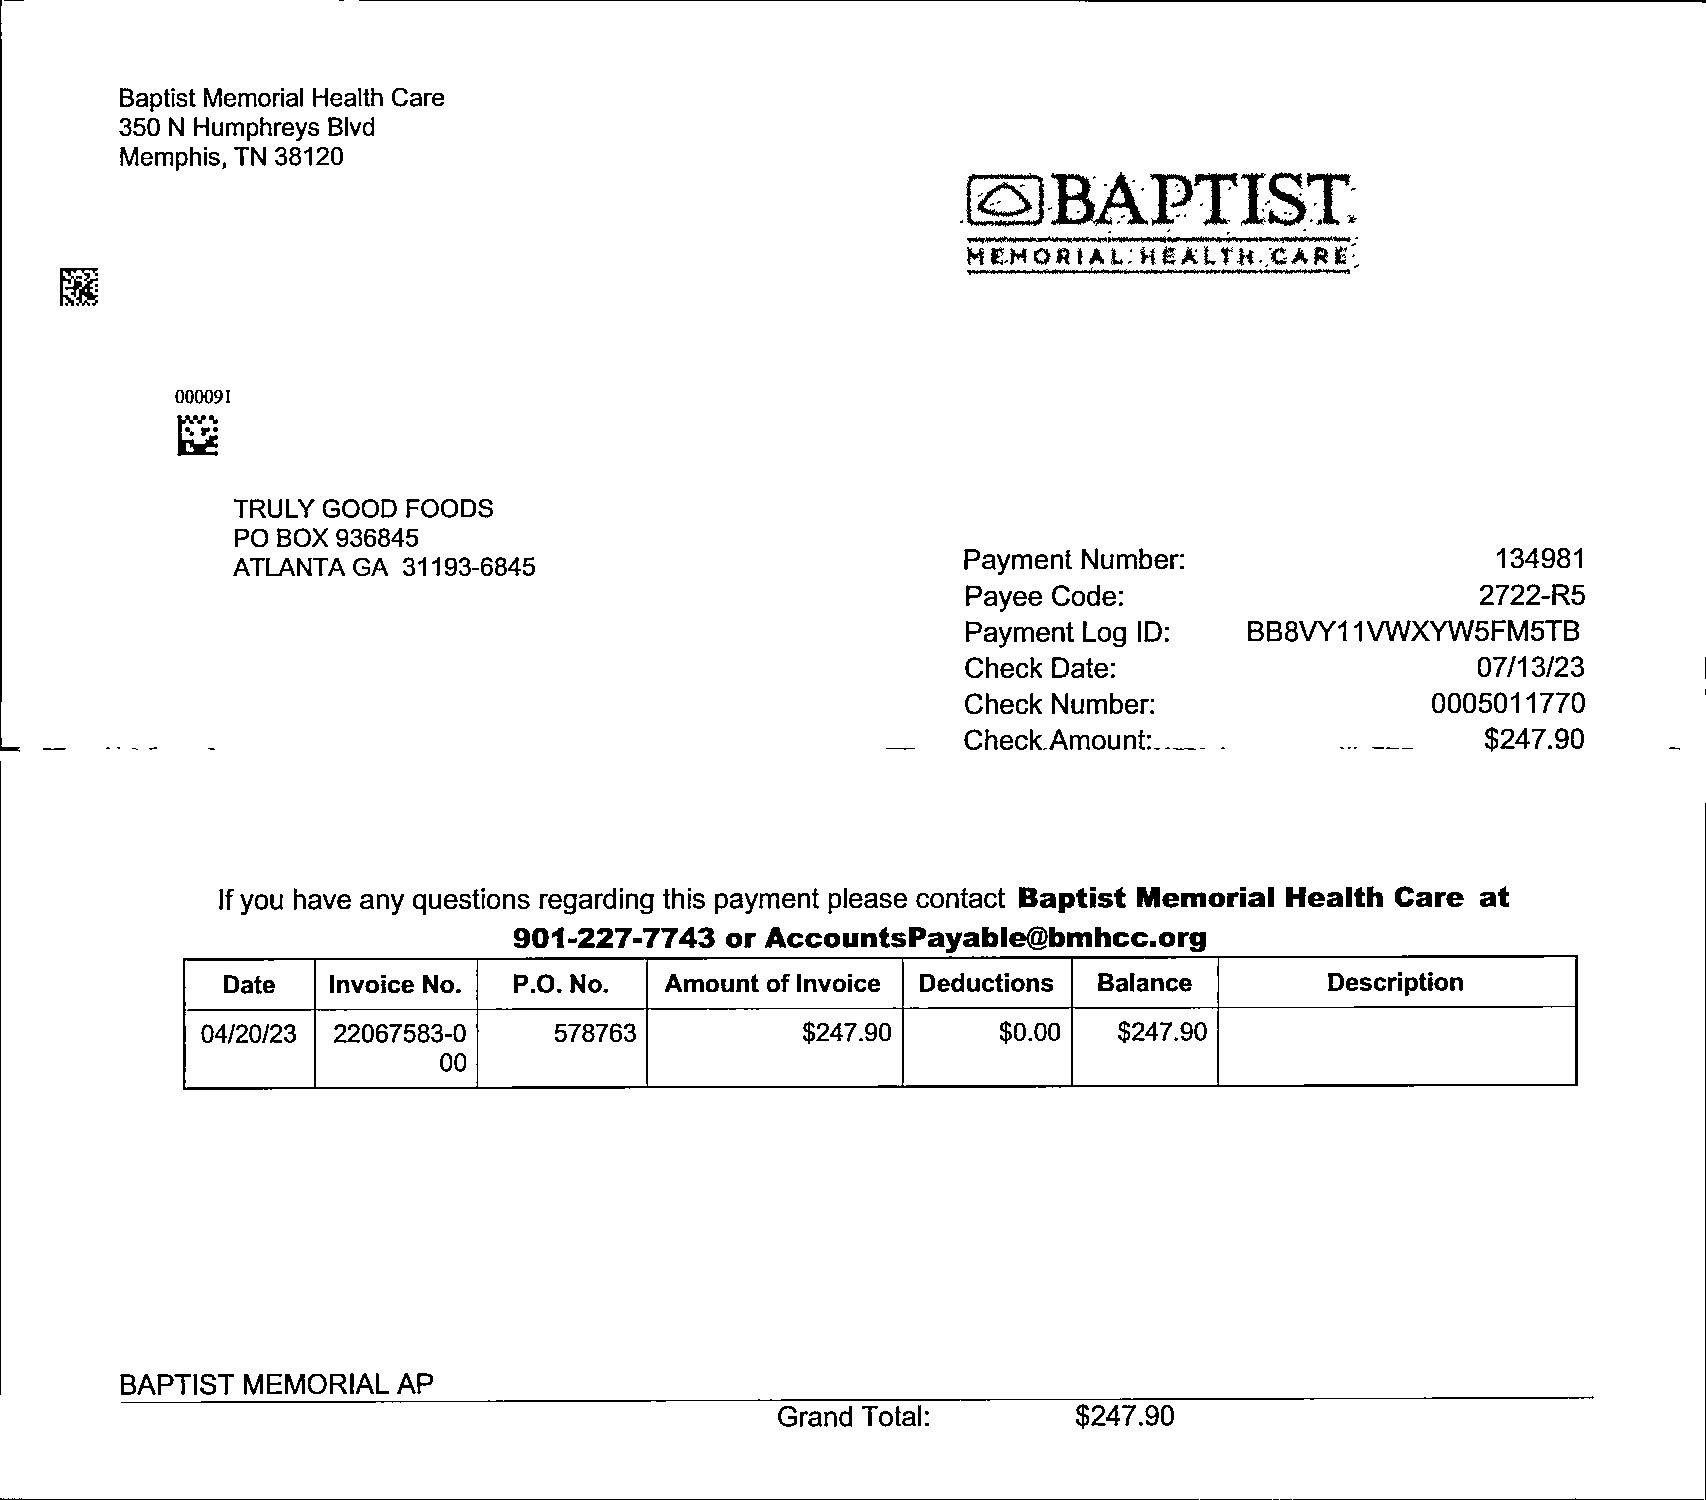 Baptist Memorial Health Care
350 N Humphreys Blvd
Memphis, TN 38120
BAPTIST
MEMORIAL HEALTH CARE
000091
TRULY GOOD FOODS
PO BOX 936845
ATLANTA GA 31193-6845
Payment Number: 134981
Payee Code: 2722-R5
Payment Log ID: BB8VY11VWXYW5FM5TB
Check Date: 07/13/23
Check Number: 0005011770
Check Amount: $247.90
If you have any questions regarding this payment please contact Baptist Memorial Health Care at
901-227-7743 or AccountsPayable@bmhcc.org
Date Invoice No. P.O. No. Amount of Invoice Deductions Balance Description
04/20/23 22067583-0 578763 $247.90 $0.00 $247.90
00
BAPTIST MEMORIAL AP
Grand Total: $247.90